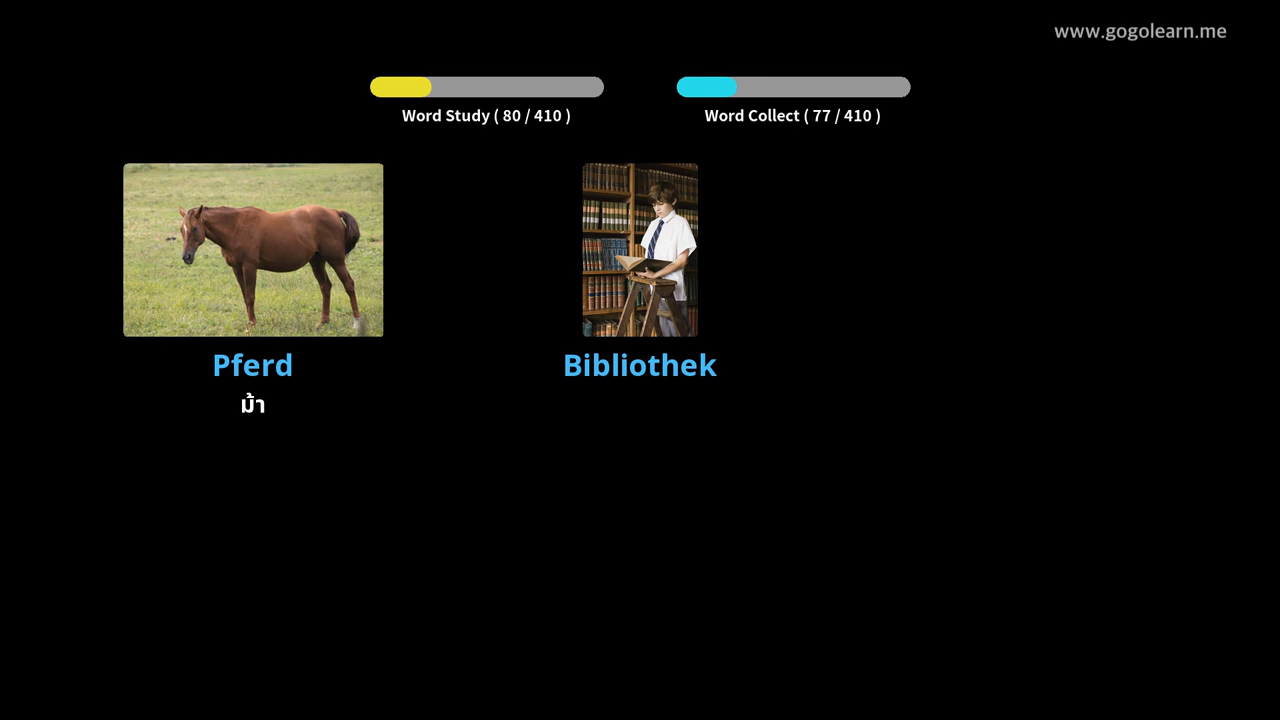 www.gogolearn.me
Word Study ( 80 / 410 )
Word Collect ( 77 / 410 )
Pferd
ม้า
Bibliothek